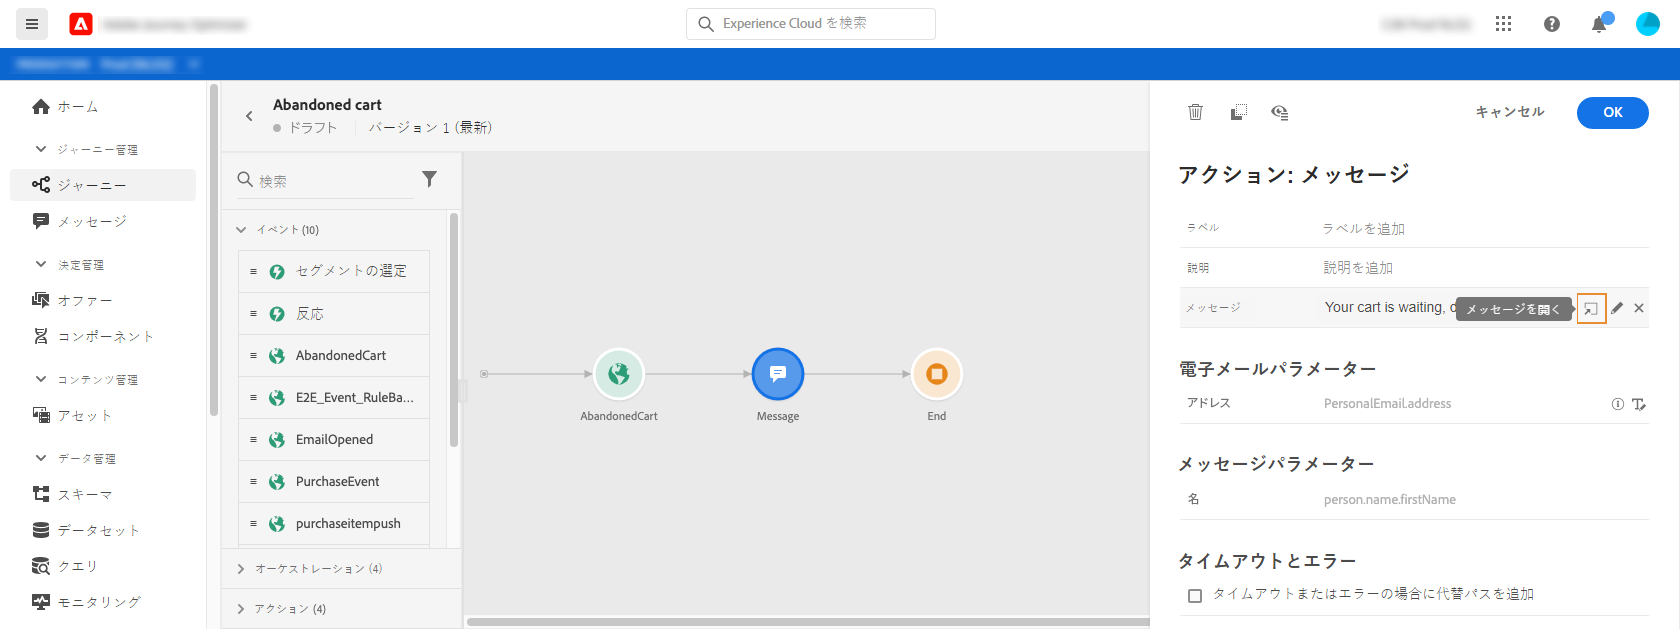 Experience Cloud を検索
ホーム
ジャーニー管理
ジャーニー
メッセージ
決定管理
オファー
コンポーネント
コンテンツ管理
アセット
データ管理
スキーマ
データセット
クエリ
モニタリング
Abandoned cart
ドラフト
バージョン 1 (最新)
検索
イベント (10)
セグメントの選定
反応
AbandonedCart
E2E_Event_RuleBa...
EmailOpened
PurchaseEvent
purchaseitempush
オーケストレーション (4)
アクション (4)
AbandonedCart
Message
End
キャンセル
OK
アクション: メッセージ
ラベル
ラベルを追加
説明
説明を追加
メッセージ
Your cart is waiting,
メッセージを開く
電子メールパラメーター
アドレス
PersonalEmail.address
メッセージパラメーター
名
person.name.firstName
タイムアウトとエラー
タイムアウトまたはエラーの場合に代替パスを追加